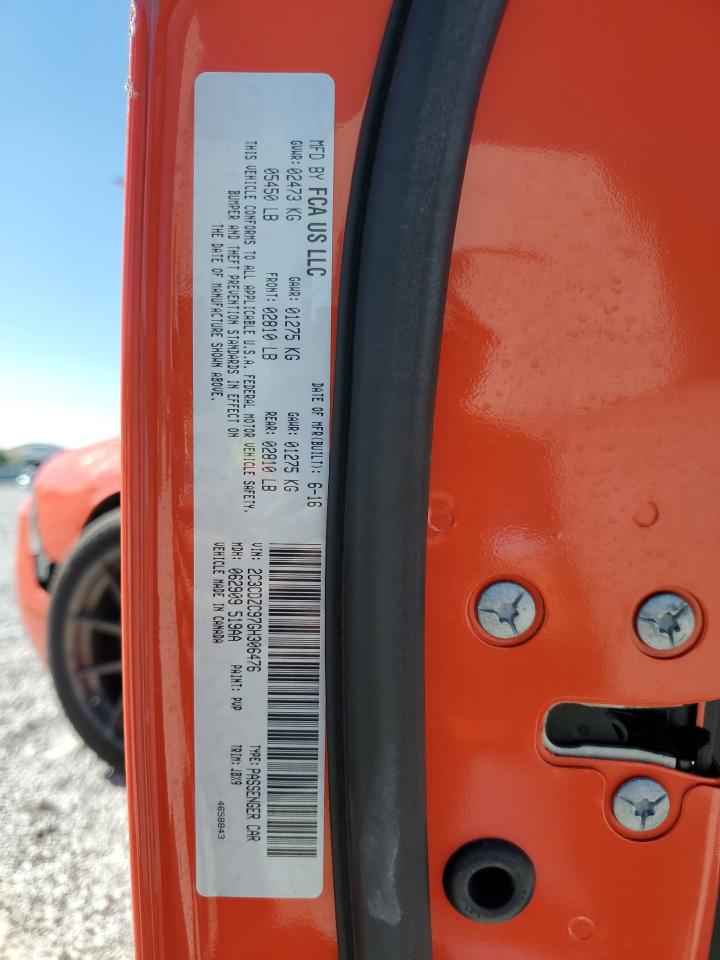 MFD BY FCA US LLC DATE OF MFR(BUILT): 6-16
GVWR: 02473 KG GAWR: 01275 KG GAWR: 01275 KG
05450 LB FRONT: 02810 LB REAR: 02810 LB
THIS VEHICLE CONFORMS TO ALL APPLICABLE U.S.A. FEDERAL MOTOR VEHICLE SAFETY,
BUMPER AND THEFT PREVENTION STANDARDS IN EFFECT ON
THE DATE OF MANUFACTURE SHOWN ABOVE.
VIN: 2C3CDZC97GH306476 TYPE: PASSENGER CAR
MDH: 062909 519AA PAINT: PVP TRIM: JBX9
VEHICLE MADE IN CANADA 4658843